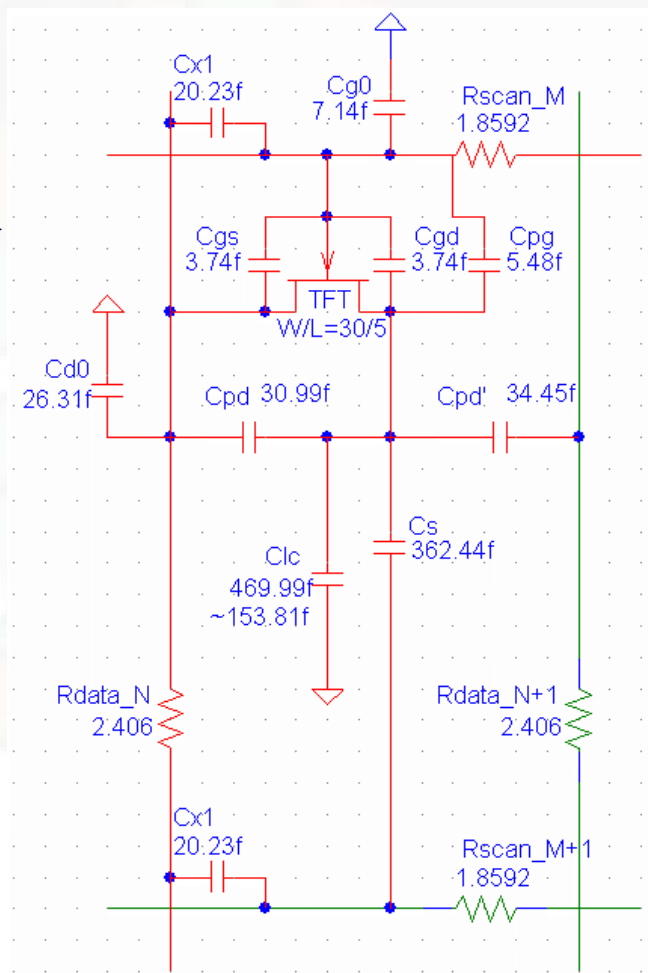 Cx1
20.23f
Cg0
7.14f
Rscan_M
1.8592
Cgs
3.74f
Cgd
3.74f
Cpg
5.48f
TFT
W/L=30/5
Cd0
26.31f
Cpd 30.99f
Cpd' 34.45f
Clc
469.99f
~153.81f
Cs
362.44f
Rdata_N
2.406
Rdata_N+1
2.406
Cx1
20.23f
Rscan_M+1
1.8592